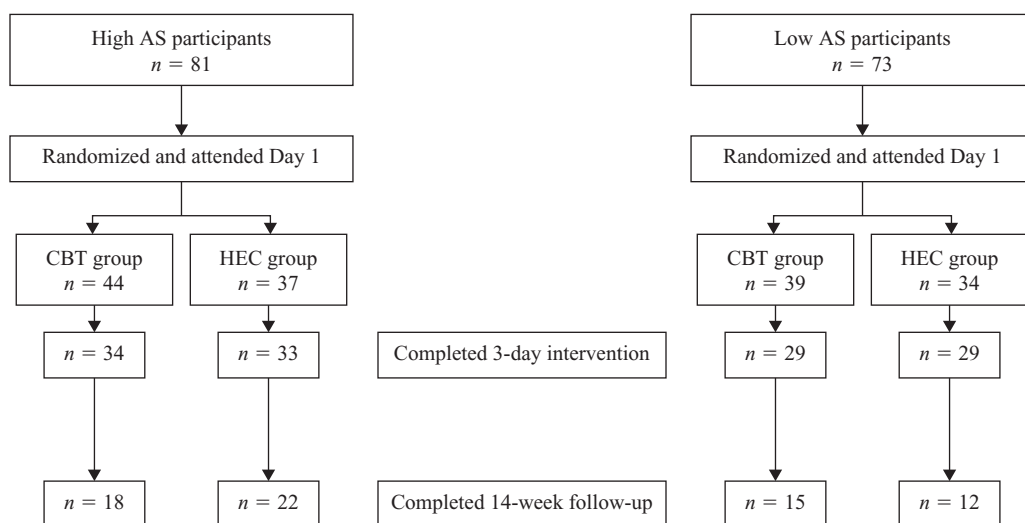 High AS participants
n = 81
Low AS participants
n = 73
Randomized and attended Day 1
Randomized and attended Day 1
CBT group
n = 44
HEC group
n = 37
CBT group
n = 39
HEC group
n = 34
n = 34
n = 33
Completed 3-day intervention
n = 29
n = 29
n = 18
n = 22
Completed 14-week follow-up
n = 15
n = 12